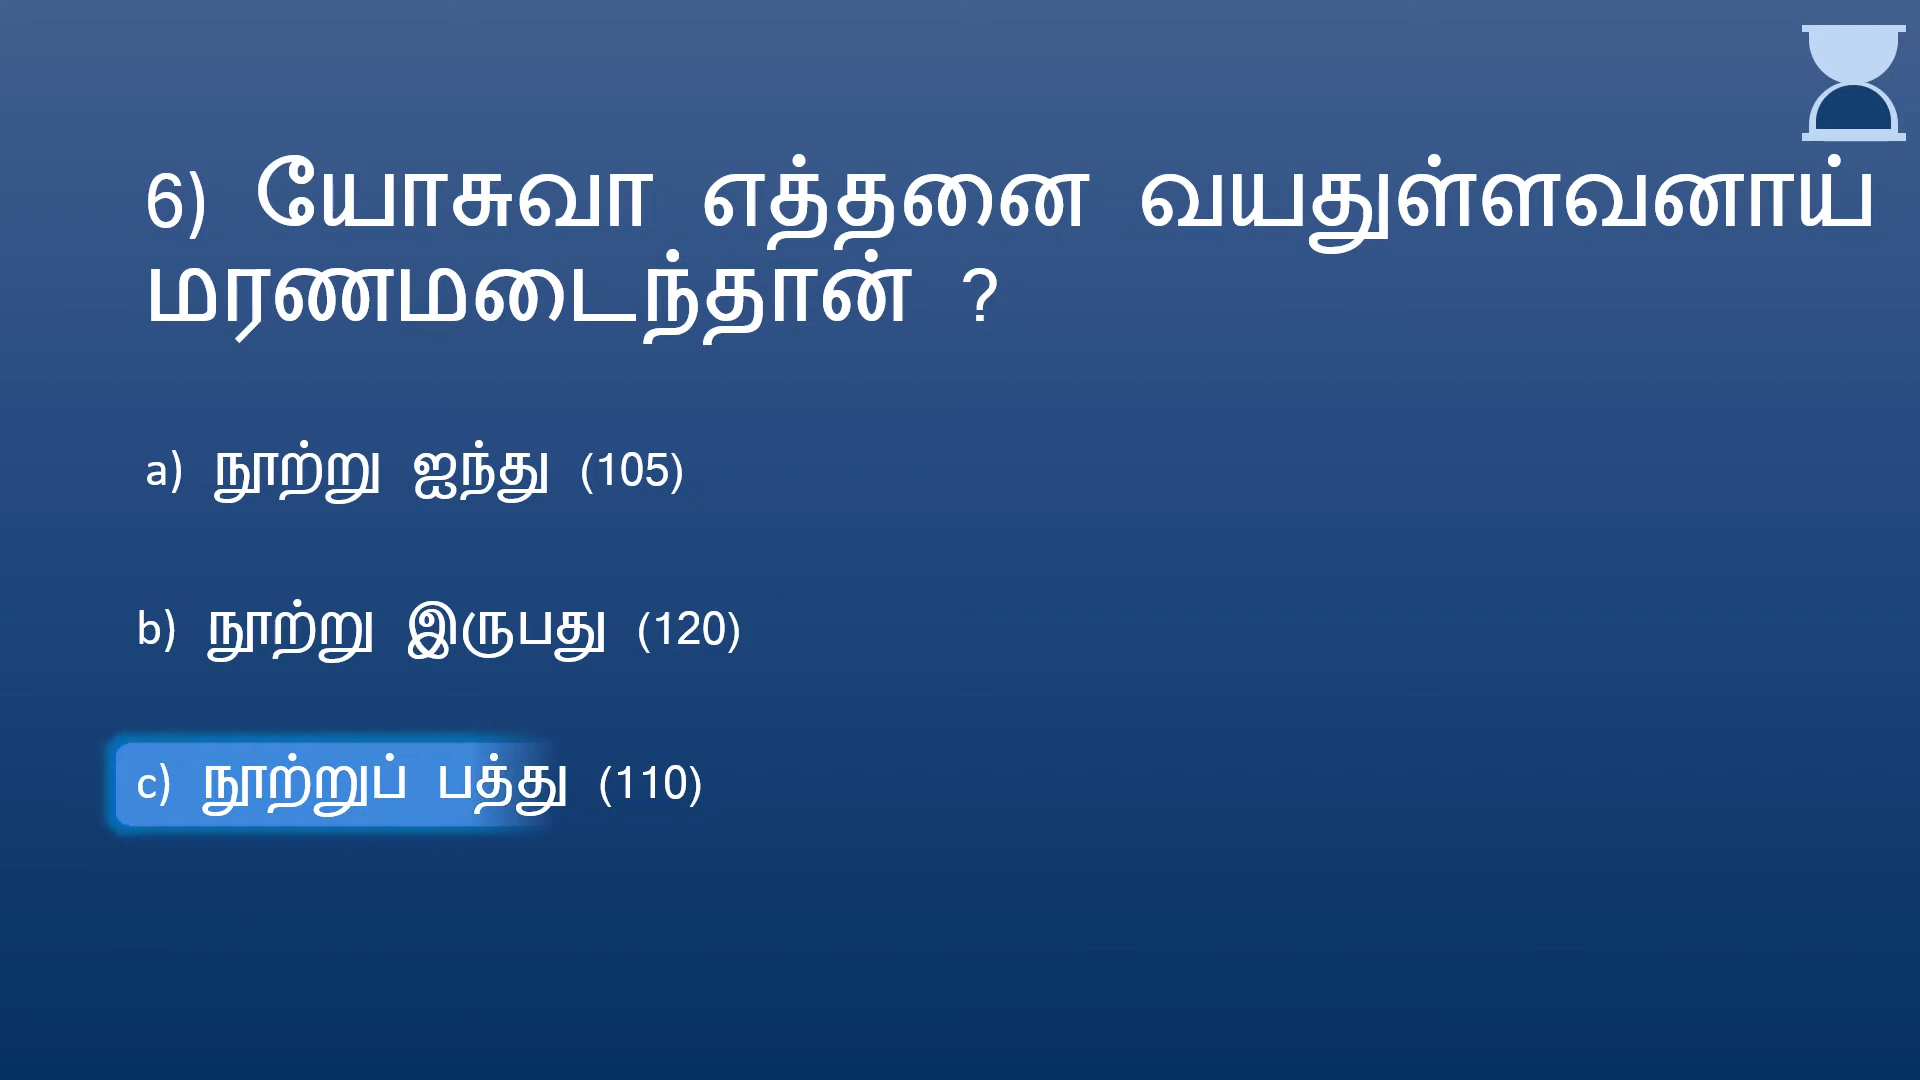 6) யோசுவா எத்தனை வயதுள்ளவனாய்
மரணமடைந்தான் ?
a) நூற்று ஐந்து (105)
b) நூற்று இருபது (120)
c) நூற்றுப் பத்து (110)